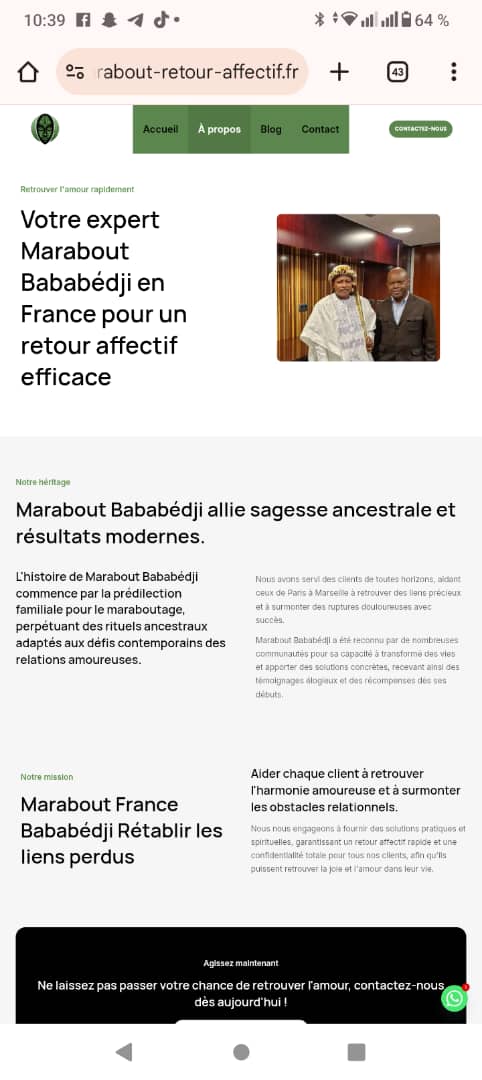 10:39
64 %
rabout-retour-affectif.fr
43
Accueil
À propos
Blog
Contact
CONTACTEZ-NOUS
Retrouver l'amour rapidement
Votre expert
Marabout
Bababédji en
France pour un
retour affectif
efficace
Notre héritage
Marabout Bababédji allie sagesse ancestrale et
résultats modernes.
L'histoire de Marabout Bababédji
commence par la prédilection
familiale pour le maraboutage,
perpétuant des rituels ancestraux
adaptés aux défis contemporains des
relations amoureuses.
Nous avons servi des clients de toutes horizons, aidant
ceux de Paris à Marseille à retrouver des liens précieux
et à surmonter des ruptures douloureuses avec
succès.
Marabout Bababédji a été reconnu par de nombreuses
communautés pour sa capacité à transformé des vies
et apporter des solutions concrètes, recevant ainsi des
témoignages élogieux et des récompenses dès ses
débuts.
Notre mission
Marabout France
Bababédji Rétablir les
liens perdus
Aider chaque client à retrouver
l'harmonie amoureuse et à surmonter
les obstacles relationnels.
Nous nous engageons à fournir des solutions pratiques et
spirituelles, garantissant un retour affectif rapide et une
confidentialité totale pour tous nos clients, afin qu'ils
puissent retrouver la joie et l'amour dans leur vie.
Agissez maintenant
Ne laissez pas passer votre chance de retrouver l'amour, contactez-nous
dès aujourd'hui !